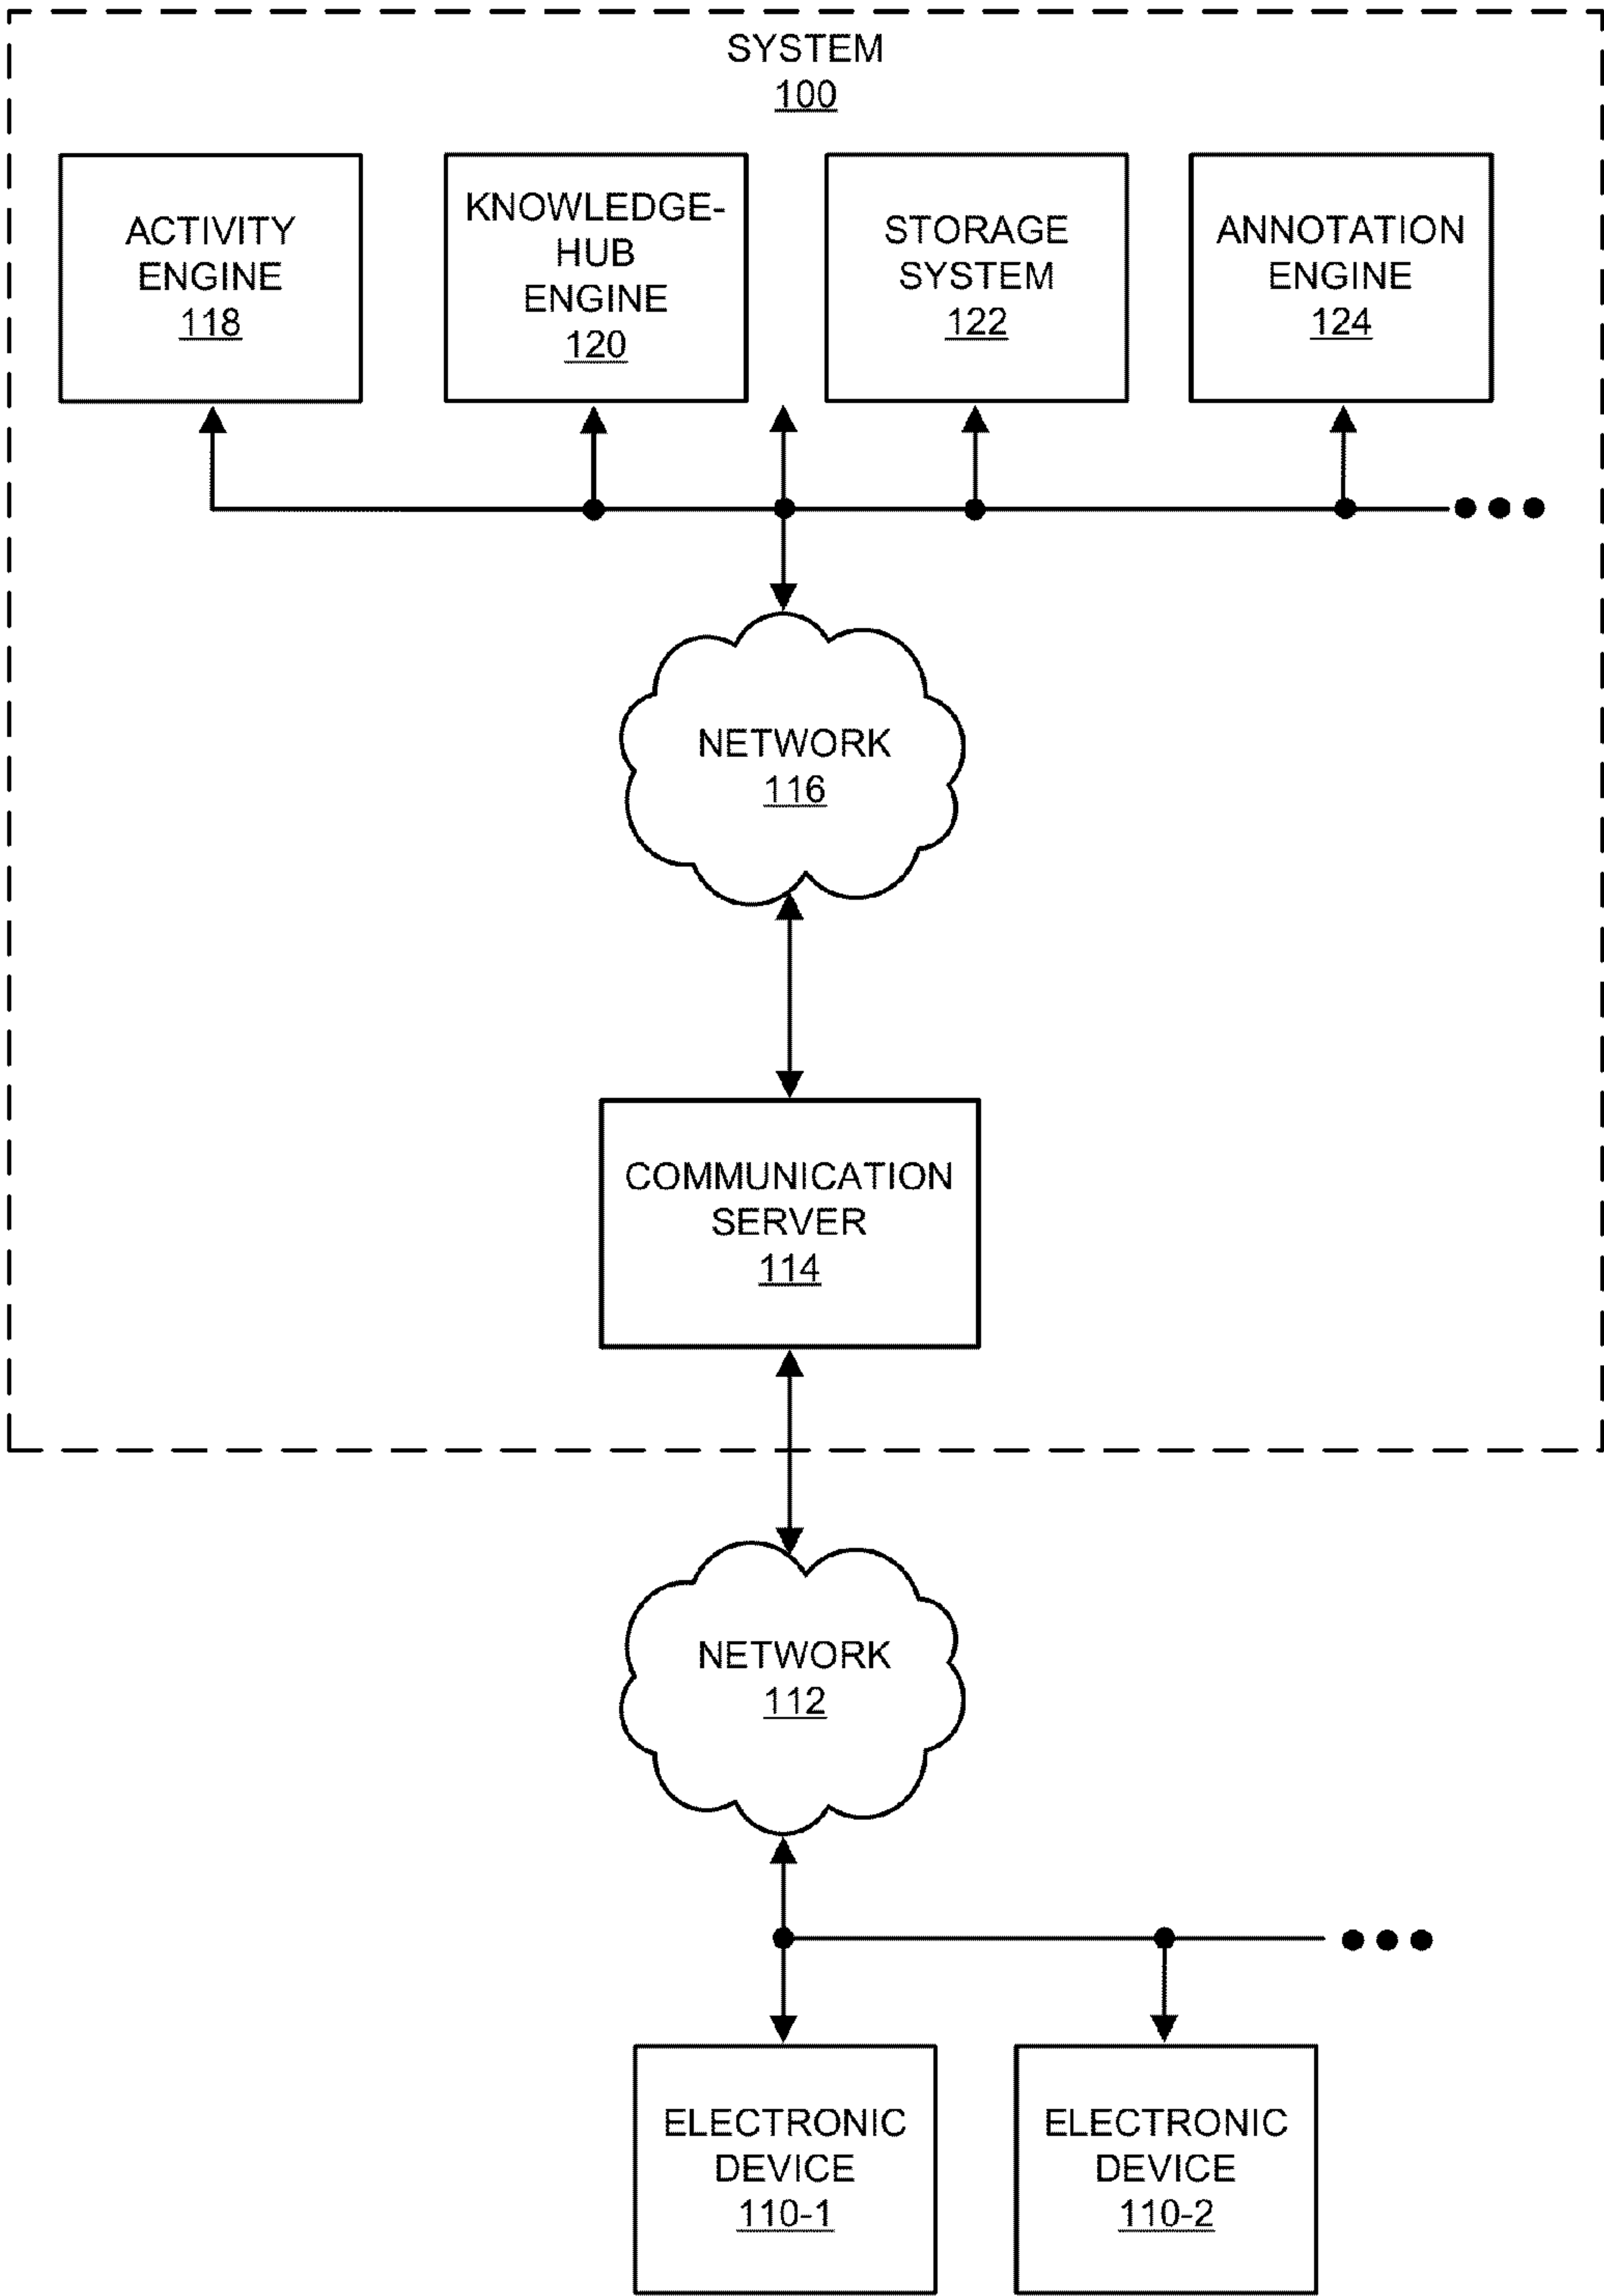 SYSTEM
100
ACTIVITY
ENGINE
118
KNOWLEDGE-
HUB
ENGINE
120
STORAGE
SYSTEM
122
ANNOTATION
ENGINE
124
NETWORK
116
COMMUNICATION
SERVER
114
NETWORK
112
ELECTRONIC
DEVICE
110-1
ELECTRONIC
DEVICE
110-2